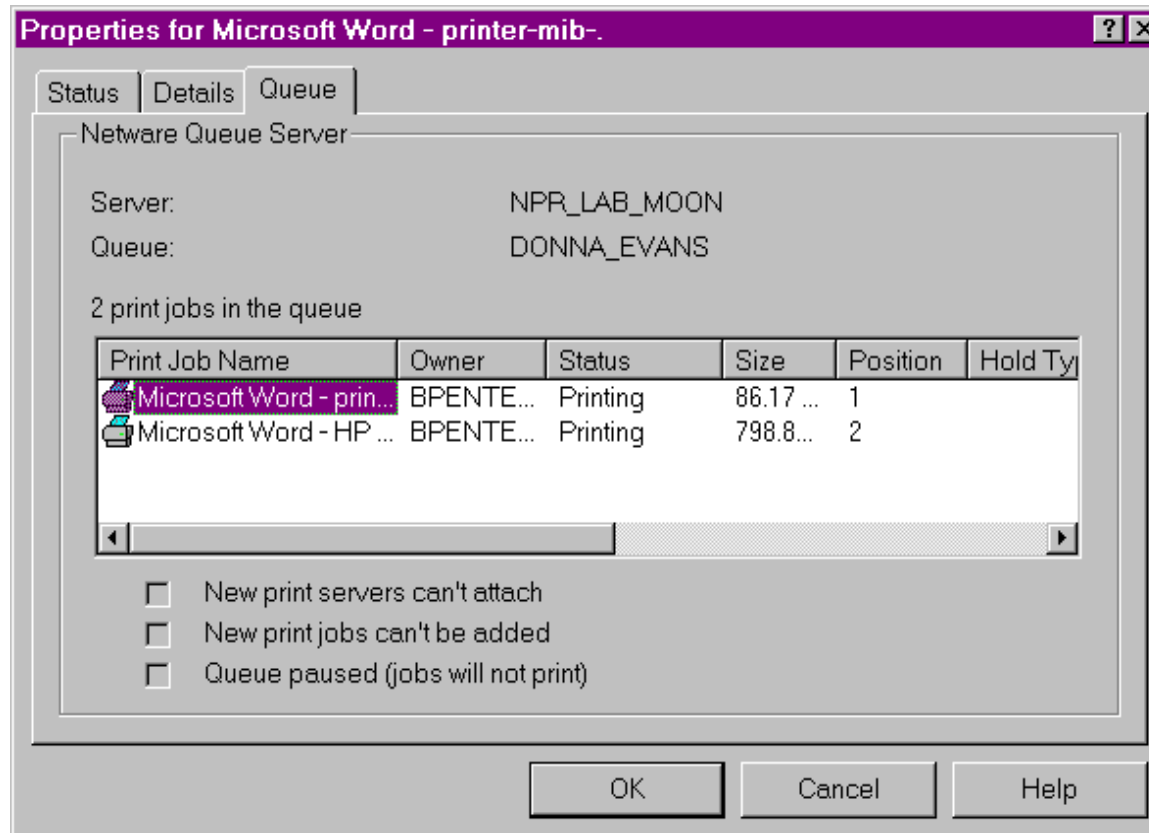 Properties for Microsoft Word - printer-mib-.
Status Details Queue
Netware Queue Server
Server: NPR_LAB_MOON
Queue: DONNA_EVANS
2 print jobs in the queue
Print Job Name Owner Status Size Position Hold Ty
Microsoft Word - prin... BPENTE... Printing 86.17 ... 1
Microsoft Word - HP ... BPENTE... Printing 798.8... 2
New print servers can't attach
New print jobs can't be added
Queue paused (jobs will not print)
OK Cancel Help